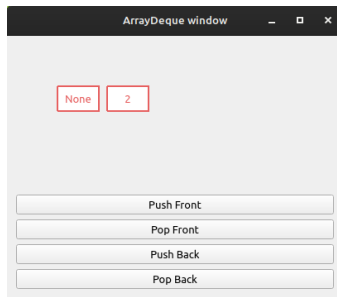 ArrayDeque window
None 2
Push Front
Pop Front
Push Back
Pop Back